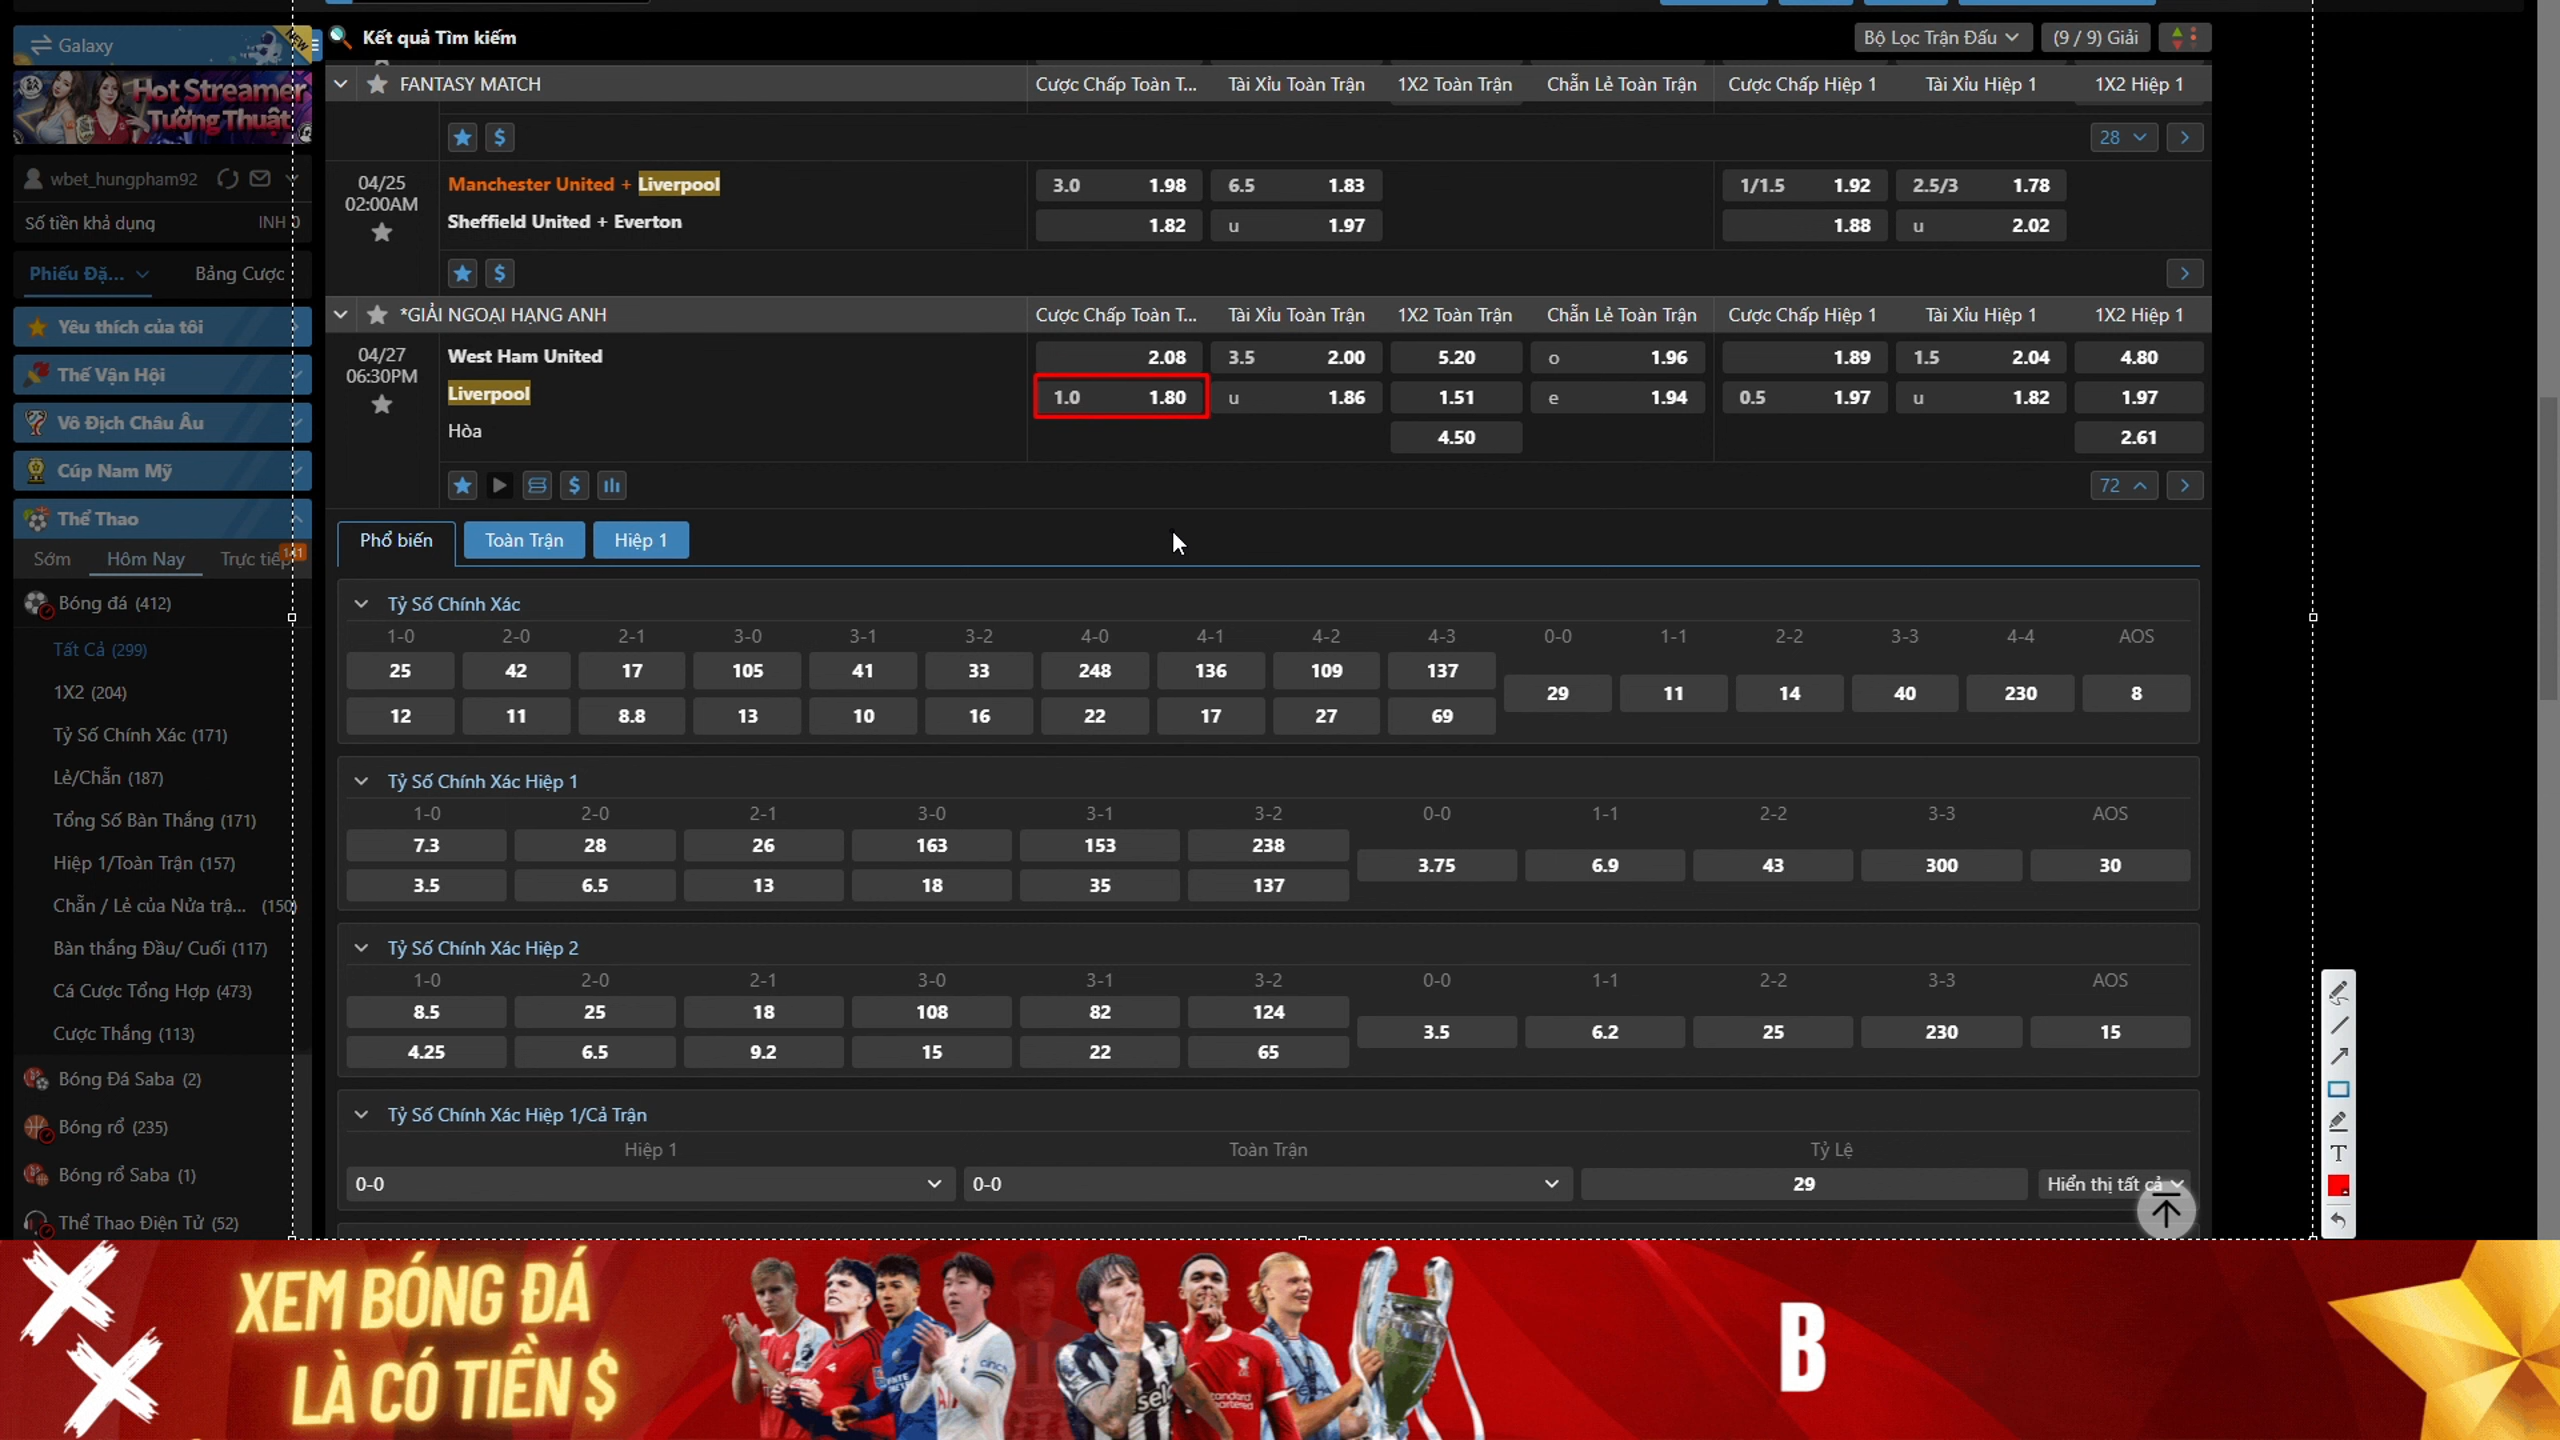 Galaxy
NEW
Kết quả Tìm kiếm
Bộ Lọc Trận Đấu
(9 / 9) Giải
Hot Streamer
Tường Thuật
FANTASY MATCH Cược Chấp Toàn T... Tài Xỉu Toàn Trận 1X2 Toàn Trận Chẵn Lẻ Toàn Trận Cược Chấp Hiệp 1 Tài Xỉu Hiệp 1 1X2 Hiệp 1
$ 28
wbet_hungpham92
Số tiền khả dụng INH 0
04/25
02:00AM
Manchester United + Liverpool 3.0 1.98 6.5 1.83 1/1.5 1.92 2.5/3 1.78
Sheffield United + Everton 1.82 u 1.97 1.88 u 2.02
$
Phiếu Đặ... Bảng Cược
*GIẢI NGOẠI HẠNG ANH Cược Chấp Toàn T... Tài Xỉu Toàn Trận 1X2 Toàn Trận Chẵn Lẻ Toàn Trận Cược Chấp Hiệp 1 Tài Xỉu Hiệp 1 1X2 Hiệp 1
04/27
06:30PM
West Ham United 2.08 3.5 2.00 5.20 o 1.96 1.89 1.5 2.04 4.80
Liverpool 1.0 1.80 u 1.86 1.51 e 1.94 0.5 1.97 u 1.82 1.97
Hòa 4.50 2.61
$ 72
Yêu thích của tôi
Thế Vận Hội
Vô Địch Châu Âu
Cúp Nam Mỹ
Thể Thao
Sớm Hôm Nay Trực tiếp 141
Bóng đá (412)
Tất Cả (299)
1X2 (204)
Tỷ Số Chính Xác (171)
Lẻ/Chẵn (187)
Tổng Số Bàn Thắng (171)
Hiệp 1/Toàn Trận (157)
Chẵn / Lẻ của Nửa trậ... (150)
Bàn thắng Đầu/ Cuối (117)
Cá Cược Tổng Hợp (473)
Cược Thắng (113)
Bóng Đá Saba (2)
Bóng rổ (235)
Bóng rổ Saba (1)
Thể Thao Điện Tử (52)
Phổ biến Toàn Trận Hiệp 1
Tỷ Số Chính Xác
1-0 2-0 2-1 3-0 3-1 3-2 4-0 4-1 4-2 4-3 0-0 1-1 2-2 3-3 4-4 AOS
25 42 17 105 41 33 248 136 109 137
29 11 14 40 230 8
12 11 8.8 13 10 16 22 17 27 69
Tỷ Số Chính Xác Hiệp 1
1-0 2-0 2-1 3-0 3-1 3-2 0-0 1-1 2-2 3-3 AOS
7.3 28 26 163 153 238
3.75 6.9 43 300 30
3.5 6.5 13 18 35 137
Tỷ Số Chính Xác Hiệp 2
1-0 2-0 2-1 3-0 3-1 3-2 0-0 1-1 2-2 3-3 AOS
8.5 25 18 108 82 124
3.5 6.2 25 230 15
4.25 6.5 9.2 15 22 65
Tỷ Số Chính Xác Hiệp 1/Cả Trận
Hiệp 1 Toàn Trận Tỷ Lệ
0-0 0-0 29 Hiển thị tất cả
T
XEM BÓNG ĐÁ
LÀ CÓ TIỀN $
B